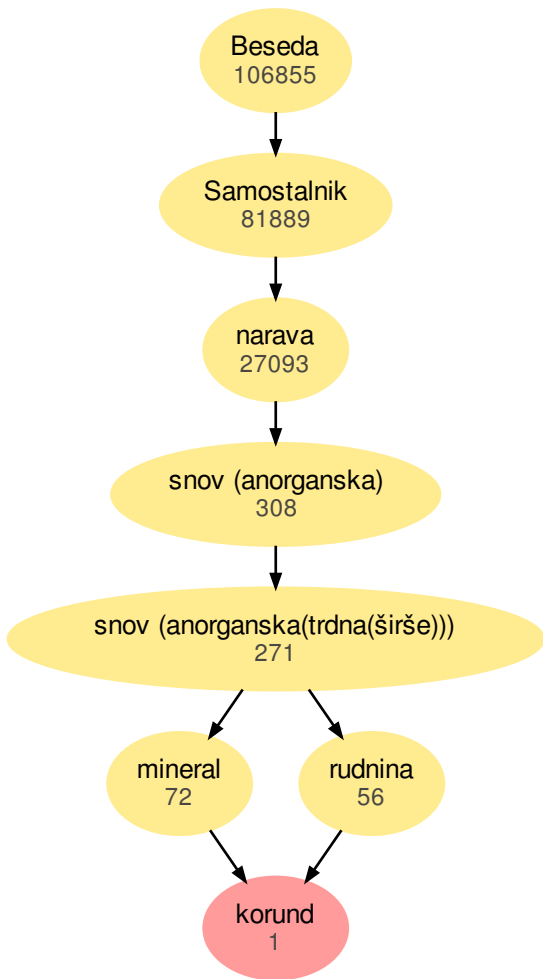 Beseda
106855
Samostalnik
81889
narava
27093
snov (anorganska)
308
snov (anorganska(trdna(širše)))
271
mineral
72
rudnina
56
korund
1